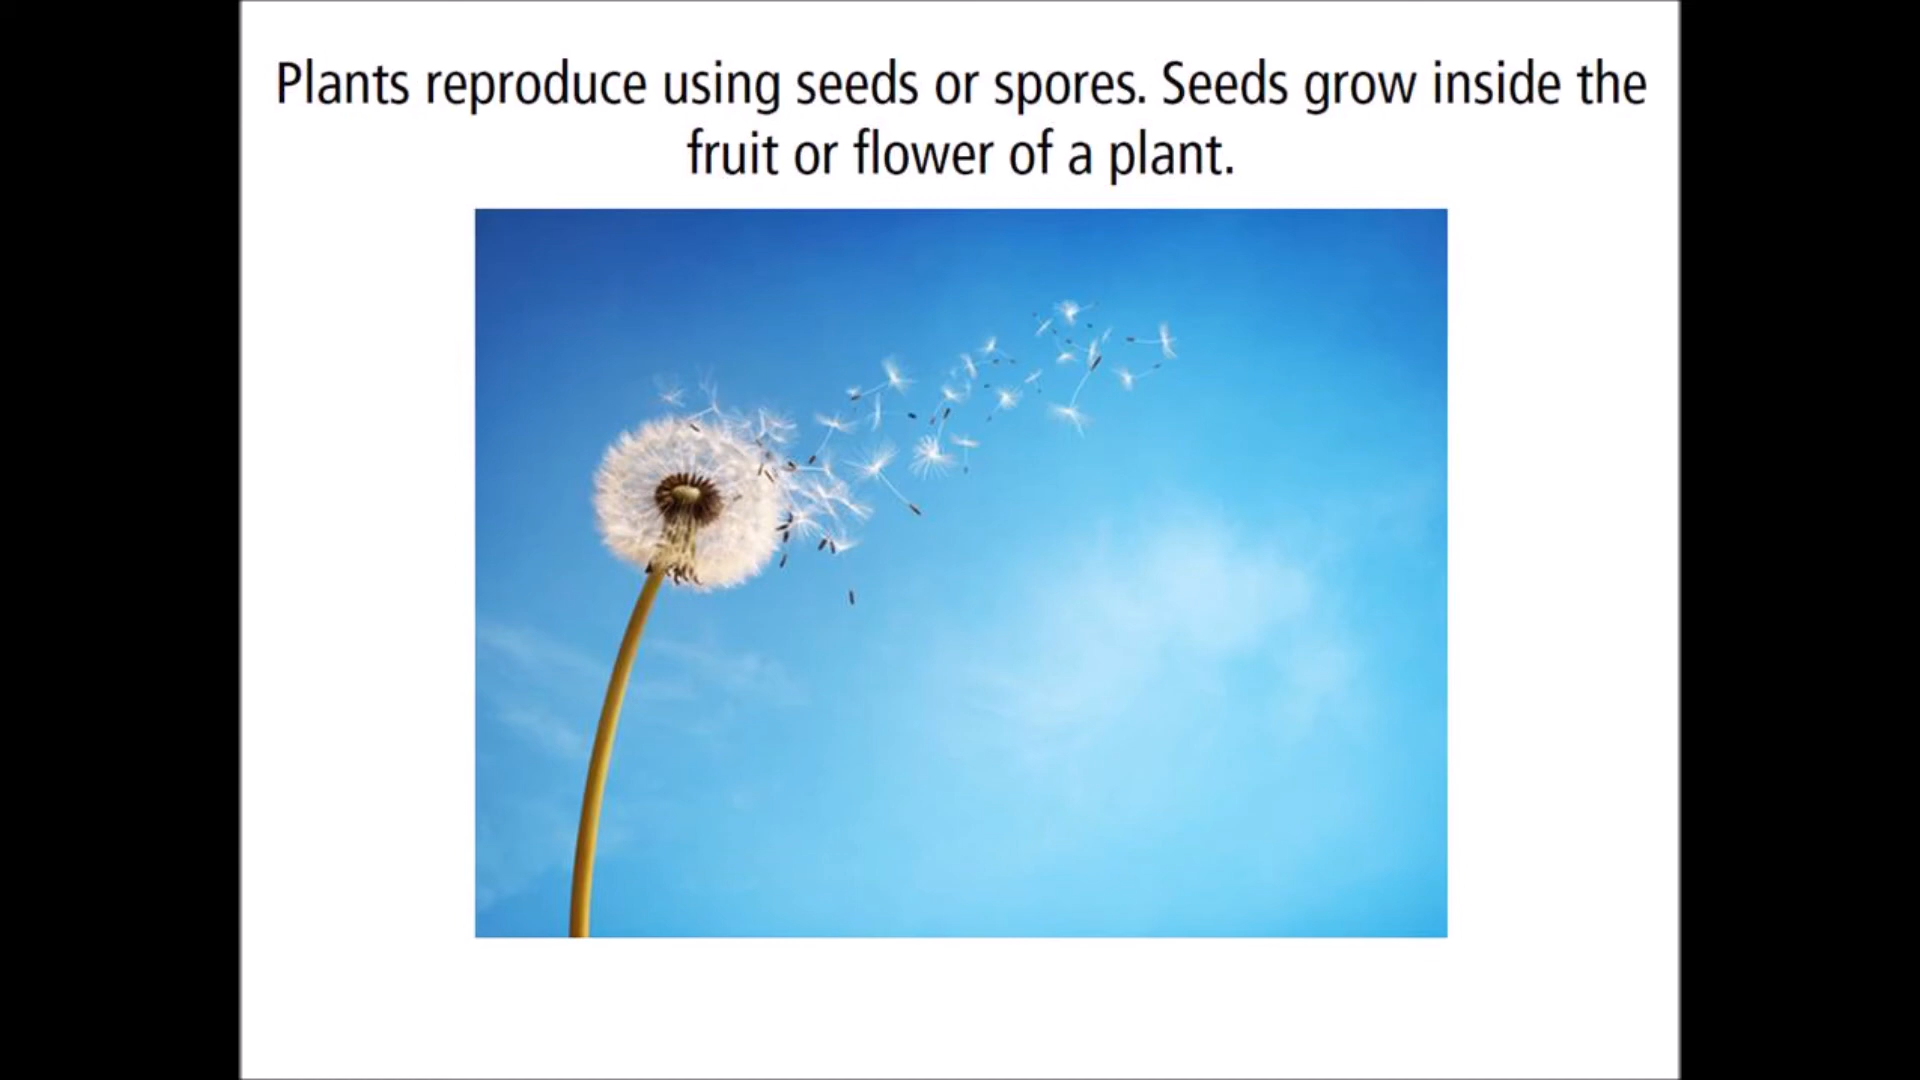 Plants reproduce using seeds or spores. Seeds grow inside the
fruit or flower of a plant.